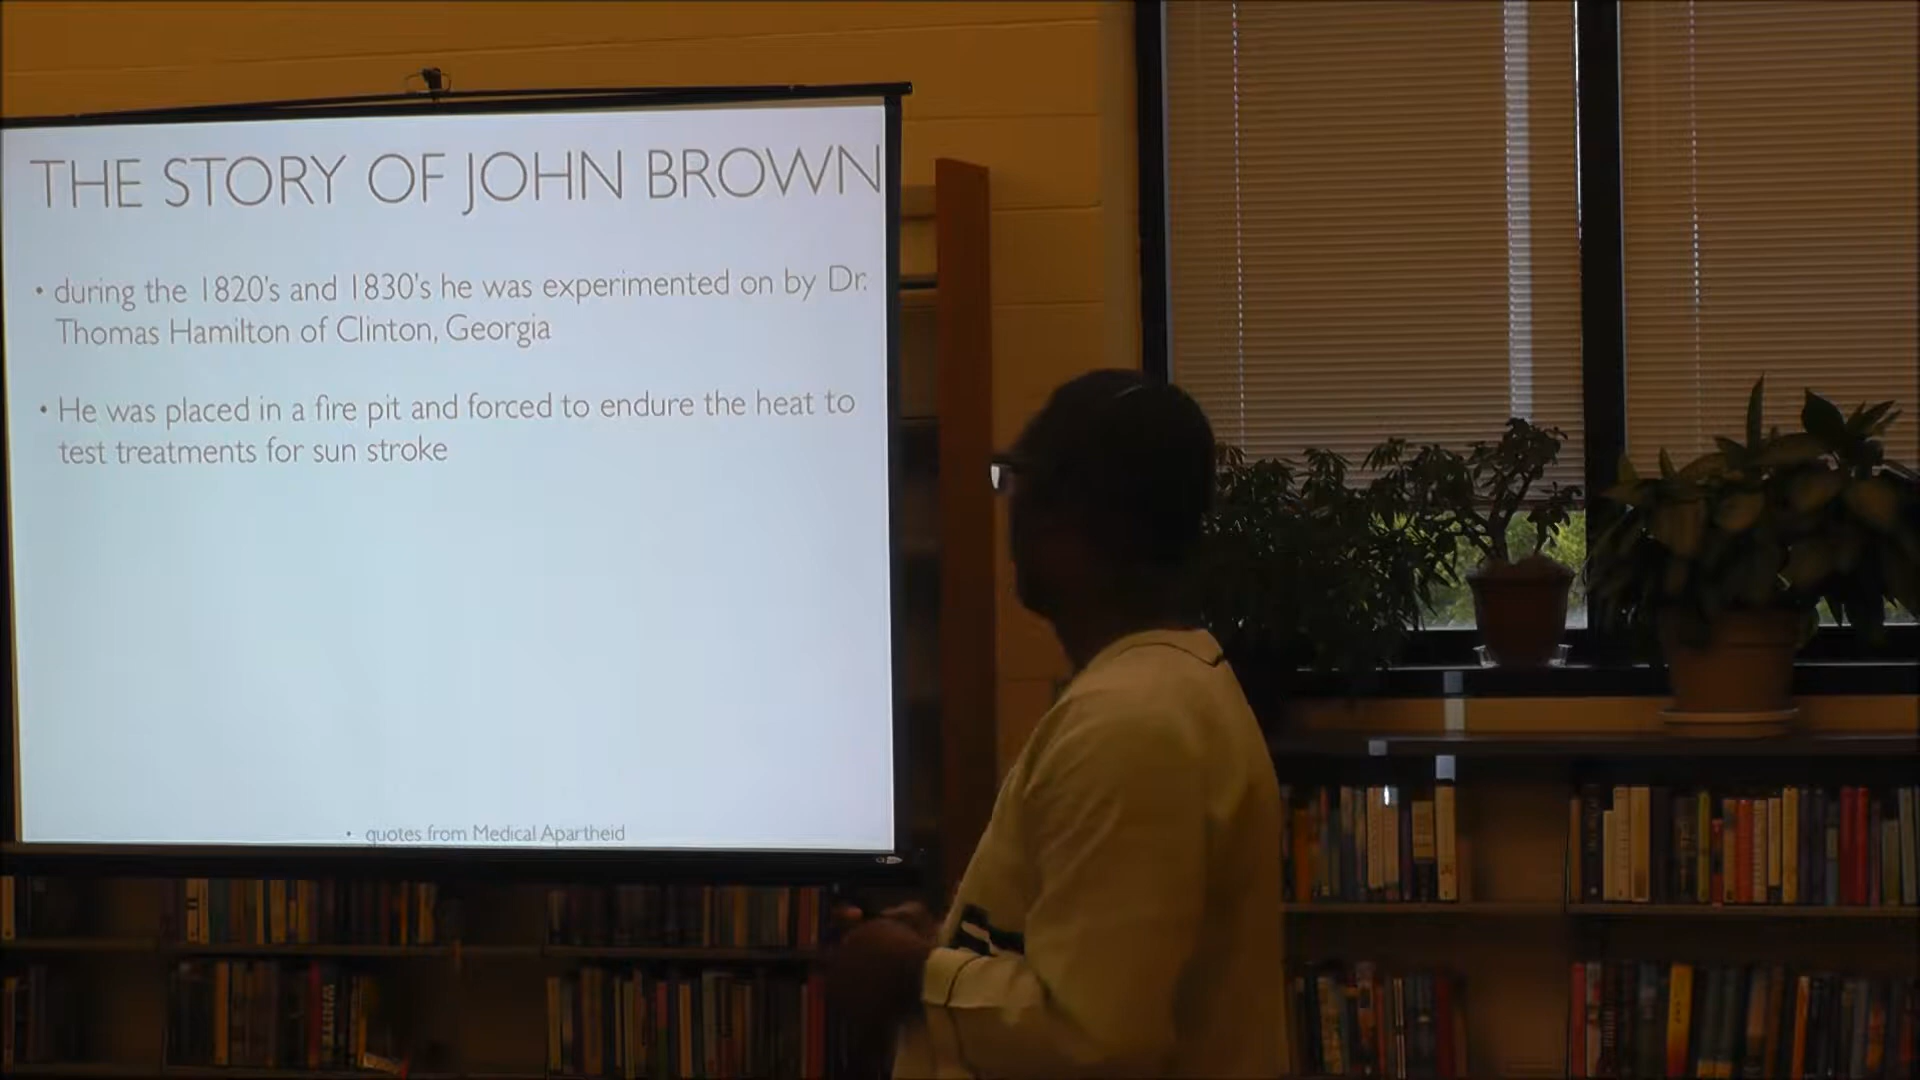 THE STORY OF JOHN BROWN
• during the 1820's and 1830's he was experimented on by Dr.
Thomas Hamilton of Clinton, Georgia
• He was placed in a fire pit and forced to endure the heat to
test treatments for sun stroke
• quotes from Medical Apartheid